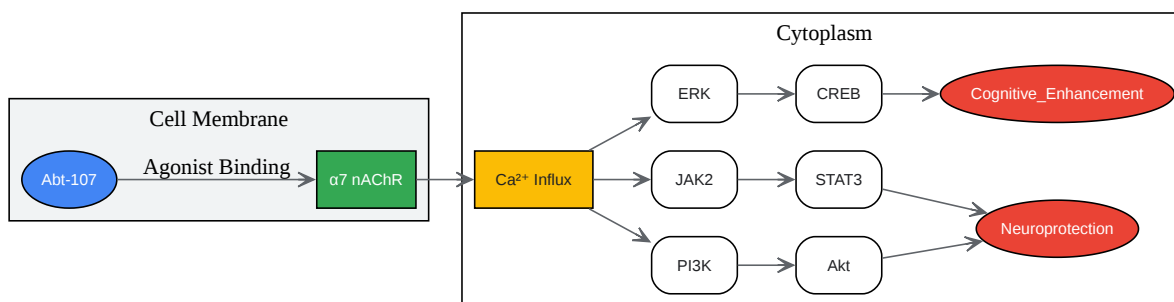 Cytoplasm
Cell Membrane
Abt-107
Agonist Binding
α7 nAChR
Ca²⁺ Influx
ERK
CREB
Cognitive_Enhancement
JAK2
STAT3
PI3K
Akt
Neuroprotection